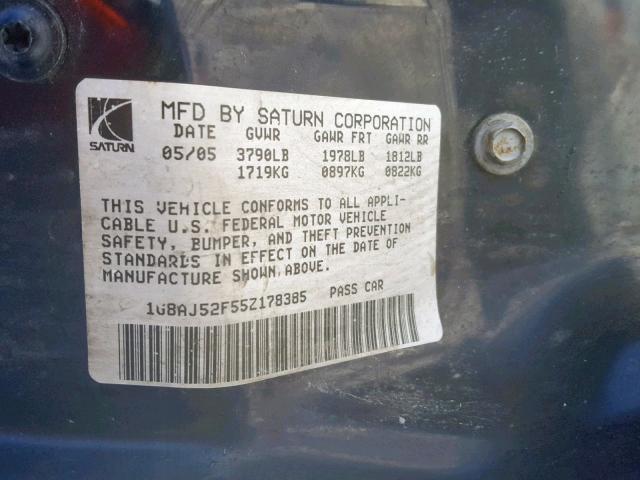 MFD BY SATURN CORPORATION
SATURN
DATE GVWR GAWR FRT GAWR RR
05/05 3790LB 1978LB 1812LB
1719KG 0897KG 0822KG
THIS VEHICLE CONFORMS TO ALL APPLI-
CABLE U.S. FEDERAL MOTOR VEHICLE
SAFETY, BUMPER, AND THEFT PREVENTION
STANDARDS IN EFFECT ON THE DATE OF
MANUFACTURE SHOWN ABOVE.
1G8AJ52F55Z178385 PASS CAR